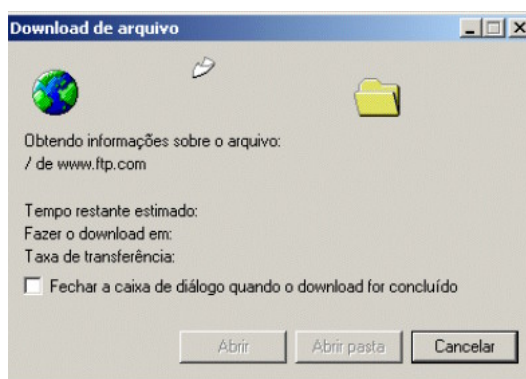 Download de arquivo
Obtendo informações sobre o arquivo:
/ de www.ftp.com
Tempo restante estimado:
Fazer o download em:
Taxa de transferência:
Fechar a caixa de diálogo quando o download for concluído
Abrir Abrir pasta Cancelar